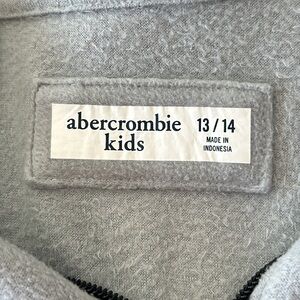 abercrombie
kids
13 / 14
MADE IN
INDONESIA